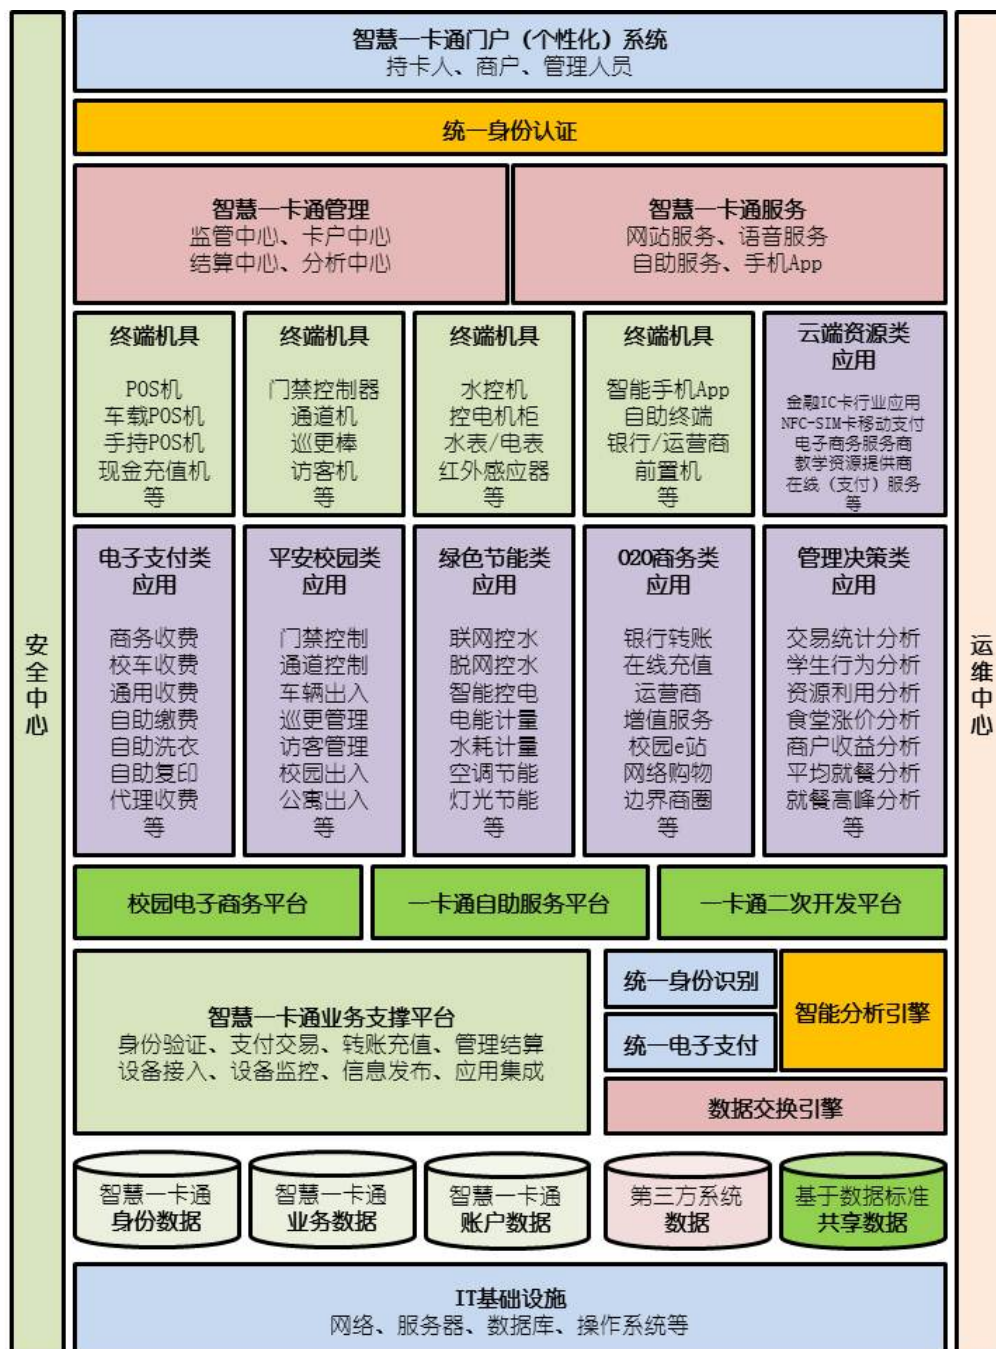 智慧一卡通门户（个性化）系统
持卡人、商户、管理人员
统一身份认证
智慧一卡通管理
监管中心、卡户中心
结算中心、分析中心
智慧一卡通服务
网站服务、语音服务
自助服务、手机App
终端机具
POS机
车载POS机
手持POS机
现金充值机
等
终端机具
门禁控制器
通道机
巡更棒
访客机
等
终端机具
水控机
控电机柜
水表/电表
红外感应器
等
终端机具
智能手机App
自助终端
银行/运营商
前置机
等
云端资源类
应用
金融IC卡行业应用
NFC-SIM卡移动支付
电子商务服务商
教学资源提供商
在线（支付）服务
等
电子支付类
应用
商务收费
校车收费
通用收费
自助缴费
自助洗衣
自助复印
代理收费
等
平安校园类
应用
门禁控制
通道控制
车辆出入
巡更管理
访客管理
校园出入
公寓出入
等
绿色节能类
应用
联网控水
脱网控水
智能控电
电能计量
水耗计量
空调节能
灯光节能
等
O2O商务类
应用
银行转账
在线充值
运营商
增值服务
校园e站
网络购物
边界商圈
等
管理决策类
应用
交易统计分析
学生行为分析
资源利用分析
食堂涨价分析
商户收益分析
平均就餐分析
就餐高峰分析
等
安全中心
运维中心
校园电子商务平台
一卡通自助服务平台
一卡通二次开发平台
智慧一卡通业务支撑平台
身份验证、支付交易、转账充值、管理结算
设备接入、设备监控、信息发布、应用集成
统一身份识别
统一电子支付
智能分析引擎
数据交换引擎
智慧一卡通
身份数据
智慧一卡通
业务数据
智慧一卡通
账户数据
第三方系统
数据
基于数据标准
共享数据
IT基础设施
网络、服务器、数据库、操作系统等